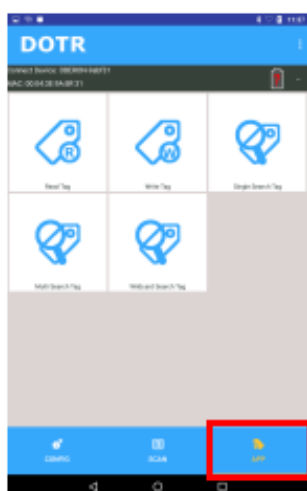 DOTR
Read Tag
Write Tag
Single Search Tag
Multi Search Tag
Wildcard Search Tag
CONFIG
SCAN
APP